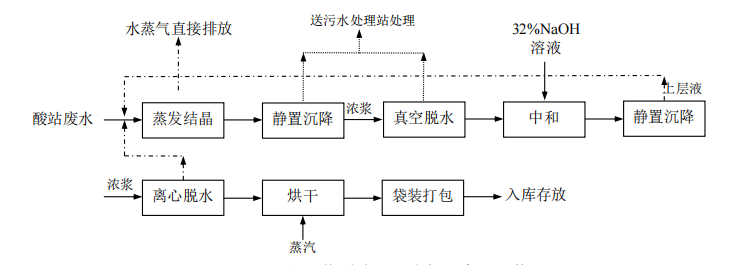 水蒸气直接排放
送污水处理站处理
32%NaOH
溶液
上层液
酸站废水
蒸发结晶
静置沉降
浓浆
真空脱水
中和
静置沉降
浓浆
离心脱水
烘干
袋装打包
入库存放
蒸汽